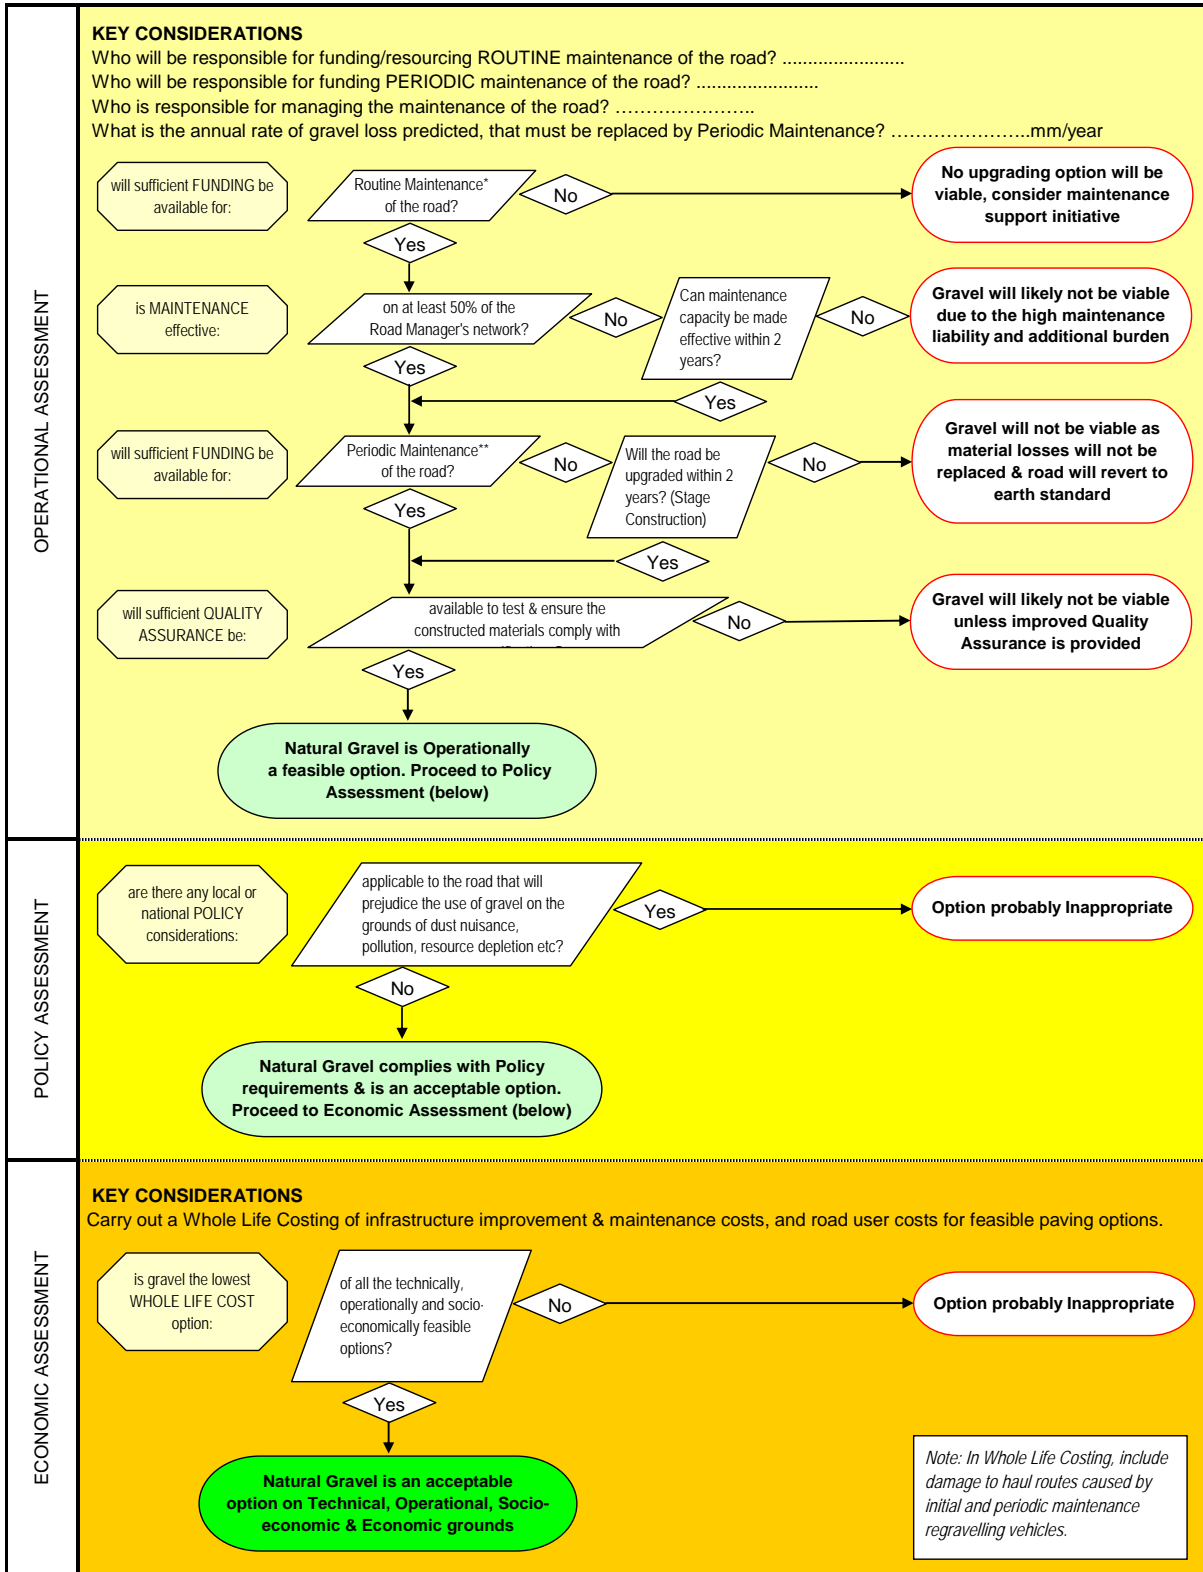 OPERATIONAL ASSESSMENT
KEY CONSIDERATIONS
Who will be responsible for funding/resourcing ROUTINE maintenance of the road? ........................
Who will be responsible for funding PERIODIC maintenance of the road? ........................
Who is responsible for managing the maintenance of the road? …………………..
What is the annual rate of gravel loss predicted, that must be replaced by Periodic Maintenance? …………………..mm/year
will sufficient FUNDING be
available for:
Routine Maintenance*
of the road?
No
No upgrading option will be
viable, consider maintenance
support initiative
Yes
is MAINTENANCE
effective:
on at least 50% of the
Road Manager's network?
No
Can maintenance
capacity be made
effective within 2
years?
No
Gravel will likely not be viable
due to the high maintenance
liability and additional burden
Yes
Yes
will sufficient FUNDING be
available for:
Periodic Maintenance**
of the road?
No
Will the road be
upgraded within 2
years? (Stage
Construction)
No
Gravel will not be viable as
material losses will not be
replaced & road will revert to
earth standard
Yes
Yes
will sufficient QUALITY
ASSURANCE be:
available to test & ensure the
constructed materials comply with
No
Gravel will likely not be viable
unless improved Quality
Assurance is provided
Yes
Natural Gravel is Operationally
a feasible option. Proceed to Policy
Assessment (below)
POLICY ASSESSMENT
are there any local or
national POLICY
considerations:
applicable to the road that will
prejudice the use of gravel on the
grounds of dust nuisance,
pollution, resource depletion etc?
Yes
Option probably Inappropriate
No
Natural Gravel complies with Policy
requirements & is an acceptable option.
Proceed to Economic Assessment (below)
ECONOMIC ASSESSMENT
KEY CONSIDERATIONS
Carry out a Whole Life Costing of infrastructure improvement & maintenance costs, and road user costs for feasible paving options.
is gravel the lowest
WHOLE LIFE COST
option:
of all the technically,
operationally and socio-
economically feasible
options?
No
Option probably Inappropriate
Yes
Natural Gravel is an acceptable
option on Technical, Operational, Socio-
economic & Economic grounds
Note: In Whole Life Costing, include
damage to haul routes caused by
initial and periodic maintenance
regravelling vehicles.